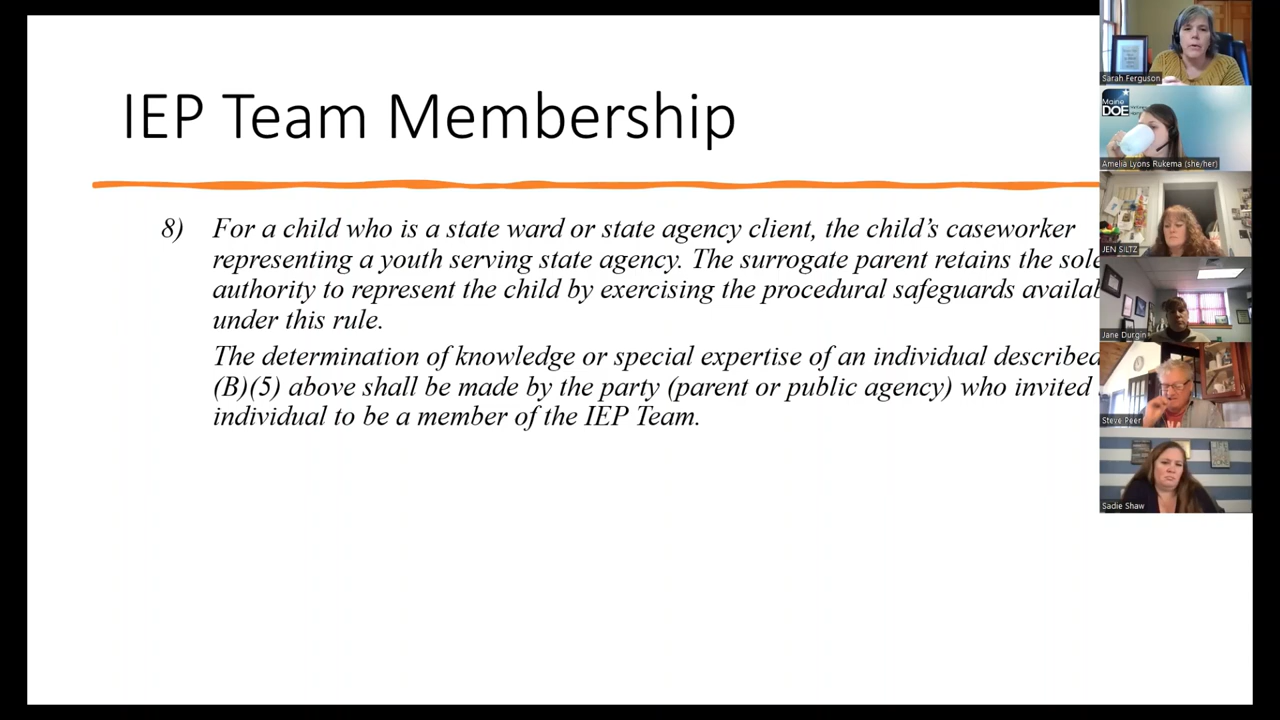 IEP Team Membership
8) For a child who is a state ward or state agency client, the child's caseworker
representing a youth serving state agency. The surrogate parent retains the sole
authority to represent the child by exercising the procedural safeguards
under this rule.
The determination of knowledge or special expertise of an individual described
(B)(5) above shall be made by the party (parent or public agency) who invited
individual to be a member of the IEP Team.
Sarah Ferguson
Maine
DOE
Amelia Lyons Rukema (she/her)
JEN SILTZ
Jane Durgin
Steve Peer
Sadie Shaw